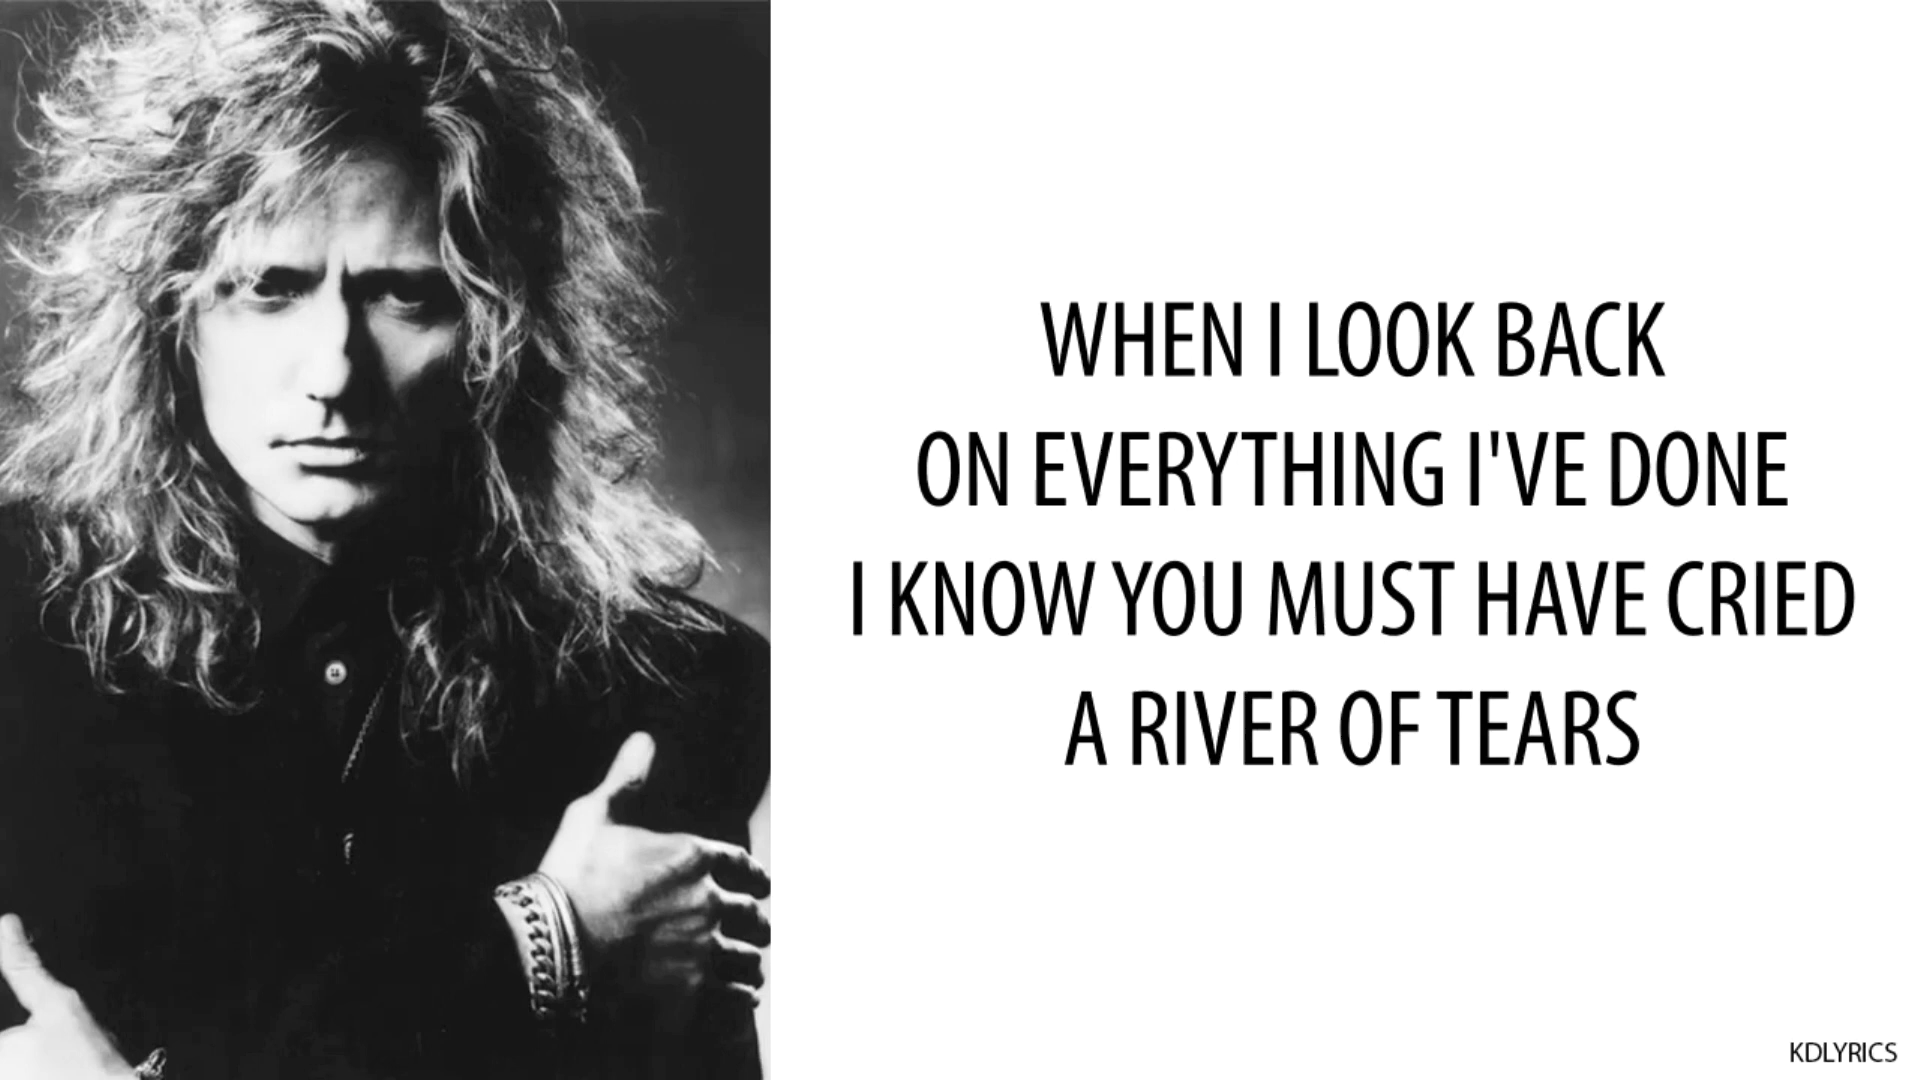 WHEN I LOOK BACK
ON EVERYTHING I'VE DONE
I KNOW YOU MUST HAVE CRIED
A RIVER OF TEARS
KDLYRICS